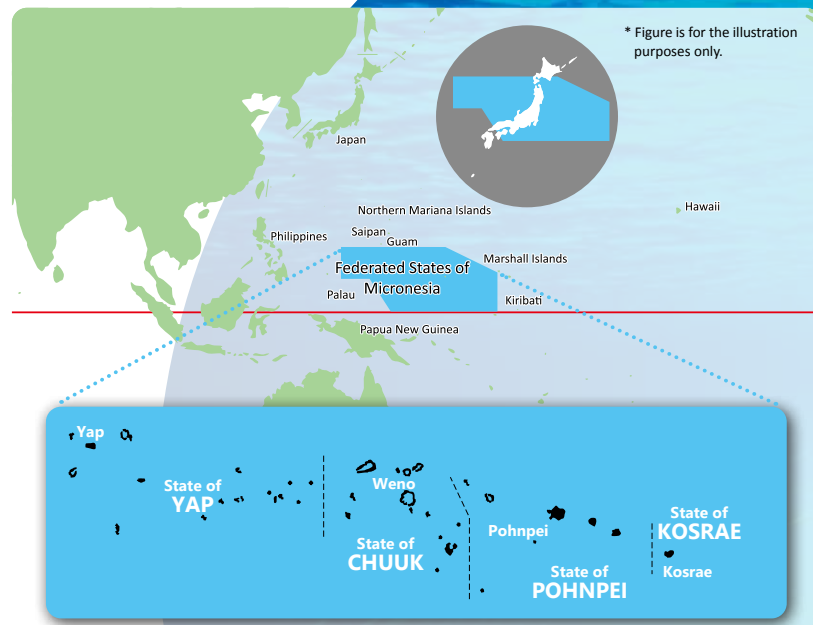 * Figure is for the illustration
purposes only.
Japan
Northern Mariana Islands
Hawaii
Saipan
Philippines
Guam
Marshall Islands
Federated States of
Micronesia
Palau
Kiribati
Papua New Guinea
Yap
State of
YAP
Weno
State of
CHUUK
Pohnpei
State of
POHNPEI
State of
KOSRAE
Kosrae